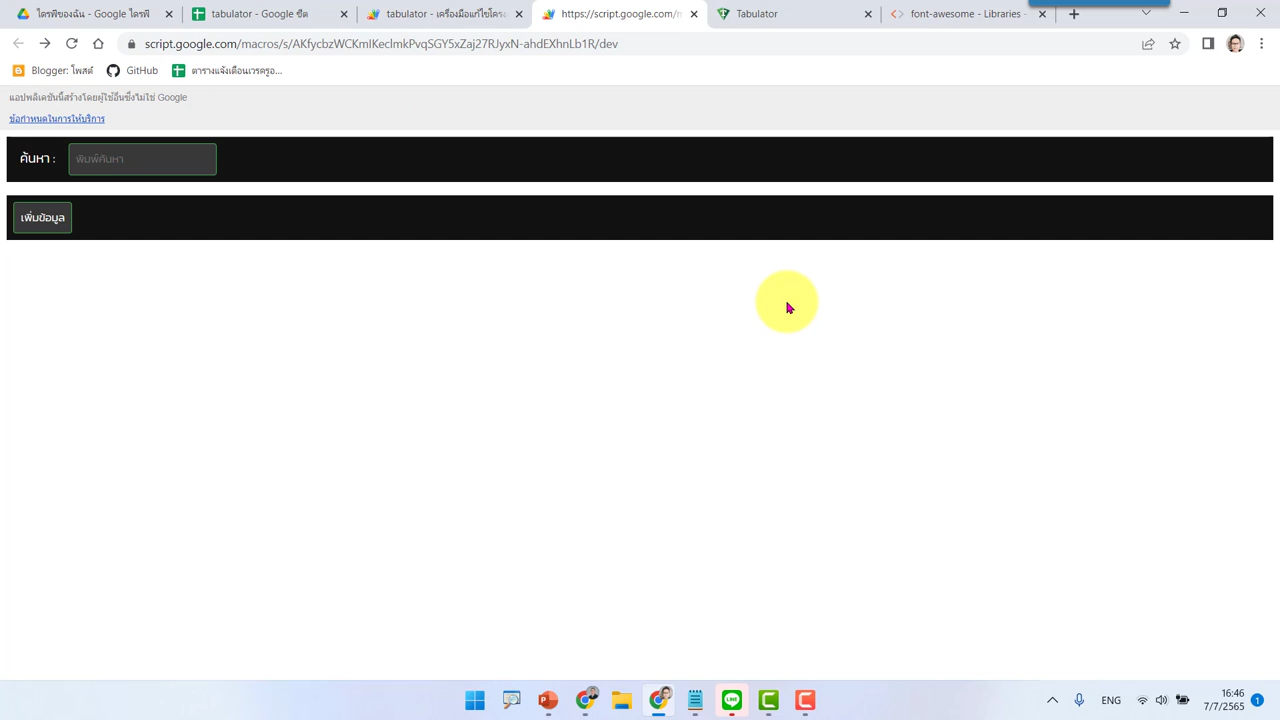 ไดรฟ์ของฉัน - Google ไดรฟ์
tabulator - Google ชีต
tabulator - เครื่องมือแก้ไขโครง
https://script.google.com/m
Tabulator
font-awesome - Libraries -
script.google.com/macros/s/AKfycbzWCKmIKeclmkPvqSGY5xZaj27RJyxN-ahdEXhnLb1R/dev
Blogger: โพสต์
GitHub
ตารางแจ้งเตือนเวรครูอ...
แอปพลิเคชันนี้สร้างโดยผู้ใช้อื่นซึ่งไม่ใช่ Google
ข้อกำหนดในการให้บริการ
ค้นหา :
พิมพ์ค้นหา
เพิ่มข้อมูล
LINE
ENG
16:46
7/7/2565
1